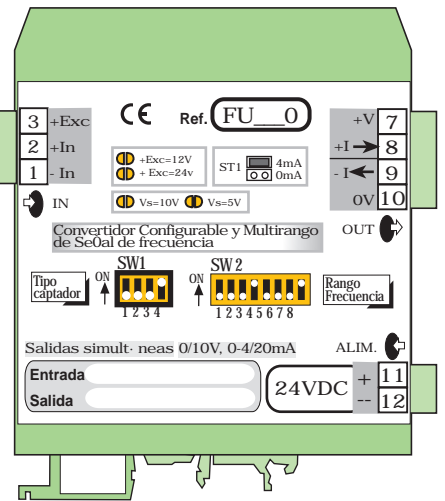 CE Ref. FU___0
3 +Exc
2 +In
1 - In
IN
+V 7
+I 8
- I 9
0V 10
OUT
+Exc=12V
+ Exc=24v
ST1 4mA
0mA
Vs=10V Vs=5V
Convertidor Configurable y Multirango
de Se0al de frecuencia
Tipo
captador
SW1
ON
1 2 3 4
SW2
ON
1 2 3 4 5 6 7 8
Rango
Frecuencia
Salidas simult· neas 0/10V, 0-4/20mA
ALIM.
Entrada
Salida
24VDC
+ 11
-- 12